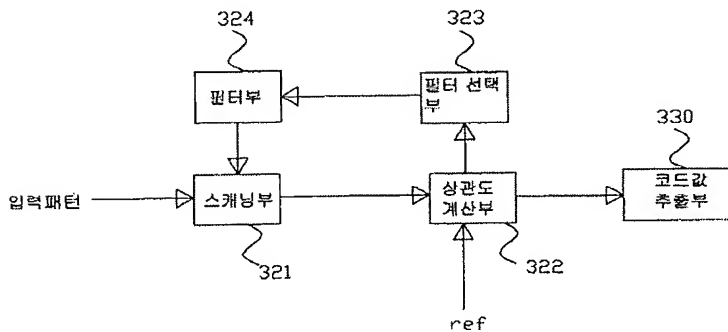 324
323
필터부
필터 선택
부
330
입력패턴
스캐닝부
상관도
계산부
코드값
추출부
321
322
ref